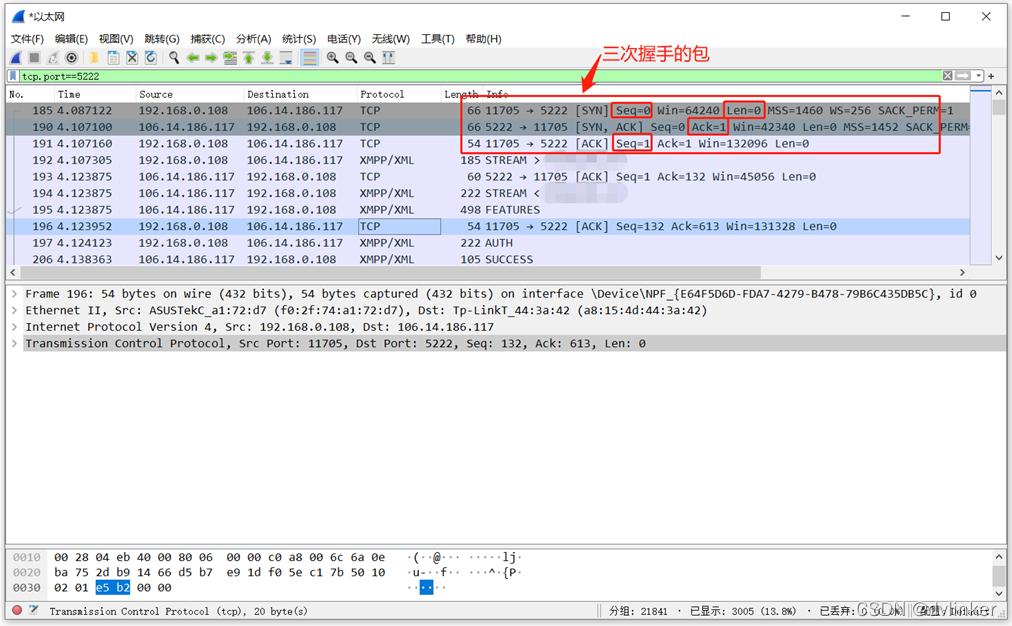 *以太网
文件(F) 编辑(E) 视图(V) 跳转(G) 捕获(C) 分析(A) 统计(S) 电话(Y) 无线(W) 工具(T) 帮助(H)
三次握手的包
tcp.port==5222
No. Time Source Destination Protocol Length Info
185 4.087122 192.168.0.108 106.14.186.117 TCP 66 11705 → 5222 [SYN] Seq=0 Win=64240 Len=0 MSS=1460 WS=256 SACK_PERM=1
190 4.107100 106.14.186.117 192.168.0.108 TCP 66 5222 → 11705 [SYN, ACK] Seq=0 Ack=1 Win=42340 Len=0 MSS=1452 SACK_PERM=
191 4.107160 192.168.0.108 106.14.186.117 TCP 54 11705 → 5222 [ACK] Seq=1 Ack=1 Win=132096 Len=0
192 4.107305 192.168.0.108 106.14.186.117 XMPP/XML 185 STREAM >
193 4.123875 106.14.186.117 192.168.0.108 TCP 60 5222 → 11705 [ACK] Seq=1 Ack=132 Win=45056 Len=0
194 4.123875 106.14.186.117 192.168.0.108 XMPP/XML 222 STREAM <
195 4.123875 106.14.186.117 192.168.0.108 XMPP/XML 498 FEATURES
196 4.123952 192.168.0.108 106.14.186.117 TCP 54 11705 → 5222 [ACK] Seq=132 Ack=613 Win=131328 Len=0
197 4.124123 192.168.0.108 106.14.186.117 XMPP/XML 222 AUTH
206 4.138363 106.14.186.117 192.168.0.108 XMPP/XML 105 SUCCESS
Frame 196: 54 bytes on wire (432 bits), 54 bytes captured (432 bits) on interface \Device\NPF_{E64F5D6D-FDA7-4279-B478-79B6C435DB5C}, id 0
Ethernet II, Src: ASUSTekC_a1:72:d7 (f0:2f:74:a1:72:d7), Dst: Tp-LinkT_44:3a:42 (a8:15:4d:44:3a:42)
Internet Protocol Version 4, Src: 192.168.0.108, Dst: 106.14.186.117
Transmission Control Protocol, Src Port: 11705, Dst Port: 5222, Seq: 132, Ack: 613, Len: 0
0010 00 28 04 eb 40 00 80 06 00 00 c0 a8 00 6c 6a 0e ·(··@··· ·····lj·
0020 ba 75 2d b9 14 66 d5 b7 e9 1d f0 5e c1 7b 50 10 ·u-··f·· ···^·{P·
0030 02 01 e5 b2 00 00 ······
Transmission Control Protocol (tcp), 20 byte(s) 分组: 21841 · 已显示: 3005 (13.8%) · 已丢弃: 0 (0.0%) 配置: Default